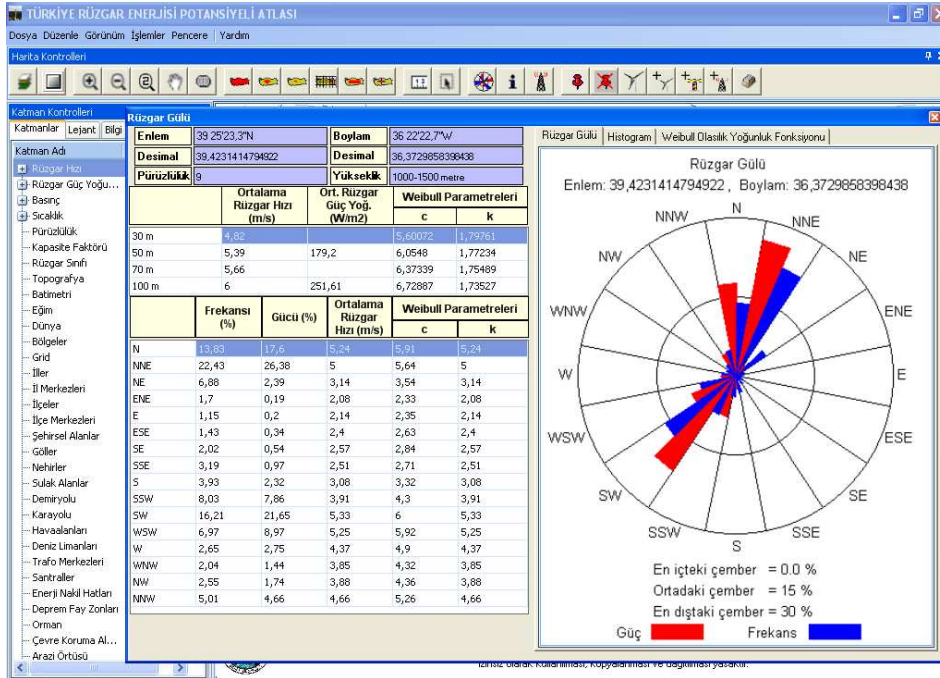 TÜRKİYE RÜZGAR ENERJİSİ POTANSİYELİ ATLASI
Dosya Düzenle Görünüm İşlemler Pencere Yardım
Harita Kontrolleri
Katman Kontrolleri
Katmanlar Lejant Bilgi
Katman Adı
Rüzgar Hızı
Rüzgar Güç Yoğu...
Basınç
Sıcaklık
Pürüzlülük
Kapasite Faktörü
Rüzgar Sınıfı
Topografya
Batimetri
Eğim
Dünya
Bölgeler
Grid
İller
İl Merkezleri
İlçeler
İlçe Merkezleri
Şehirsel Alanlar
Göller
Nehirler
Sulak Alanlar
Demiryolu
Karayolu
Havaalanları
Deniz Limanları
Trafo Merkezleri
Santraller
Enerji Nakil Hatları
Deprem Fay Zonları
Orman
Çevre Koruma Al...
Arazi Örtüsü
Rüzgar Gülü
Enlem 39 25'23,3"N Boylam 36 22'22,7"W
Desimal 39,4231414794922 Desimal 36,3729858398438
Pürüzlülük 9 Yükseklik 1000-1500 metre
Ortalama Rüzgar Hızı (m/s) Ort. Rüzgar Güç Yoğ. (W/m2) Weibull Parametreleri
c k
30 m 4,82 5,60072 1,79761
50 m 5,39 179,2 6,0548 1,77234
70 m 5,66 6,37339 1,75489
100 m 6 251,61 6,72887 1,73527
Frekansı (%) Gücü (%) Ortalama Rüzgar Hızı (m/s) Weibull Parametreleri
c k
N 13,83 17,6 5,24 5,91 5,24
NNE 22,43 26,38 5 5,64 5
NE 6,88 2,39 3,14 3,54 3,14
ENE 1,7 0,19 2,08 2,33 2,08
E 1,15 0,2 2,14 2,35 2,14
ESE 1,43 0,34 2,4 2,63 2,4
SE 2,02 0,54 2,57 2,84 2,57
SSE 3,19 0,97 2,51 2,71 2,51
S 3,93 2,32 3,08 3,32 3,08
SSW 8,03 7,86 3,91 4,3 3,91
SW 16,21 21,65 5,33 6 5,33
WSW 6,97 8,97 5,25 5,92 5,25
W 2,65 2,75 4,37 4,9 4,37
WNW 2,04 1,44 3,85 4,32 3,85
NW 2,55 1,74 3,88 4,36 3,88
NNW 5,01 4,66 4,66 5,26 4,66
Rüzgar Gülü Histogram Weibull Olasılık Yoğunluk Fonksiyonu
Rüzgar Gülü
Enlem: 39,4231414794922 , Boylam: 36,3729858398438
N
NNW NNE
NW NE
WNW ENE
W E
WSW ESE
SW SE
SSW SSE
S
En içteki çember = 0.0 %
Ortadaki çember = 15 %
En dıştaki çember = 30 %
Güç Frekans
izinsiz olarak kullanılması, kopyalanması ve dağıtılması yasaktır.